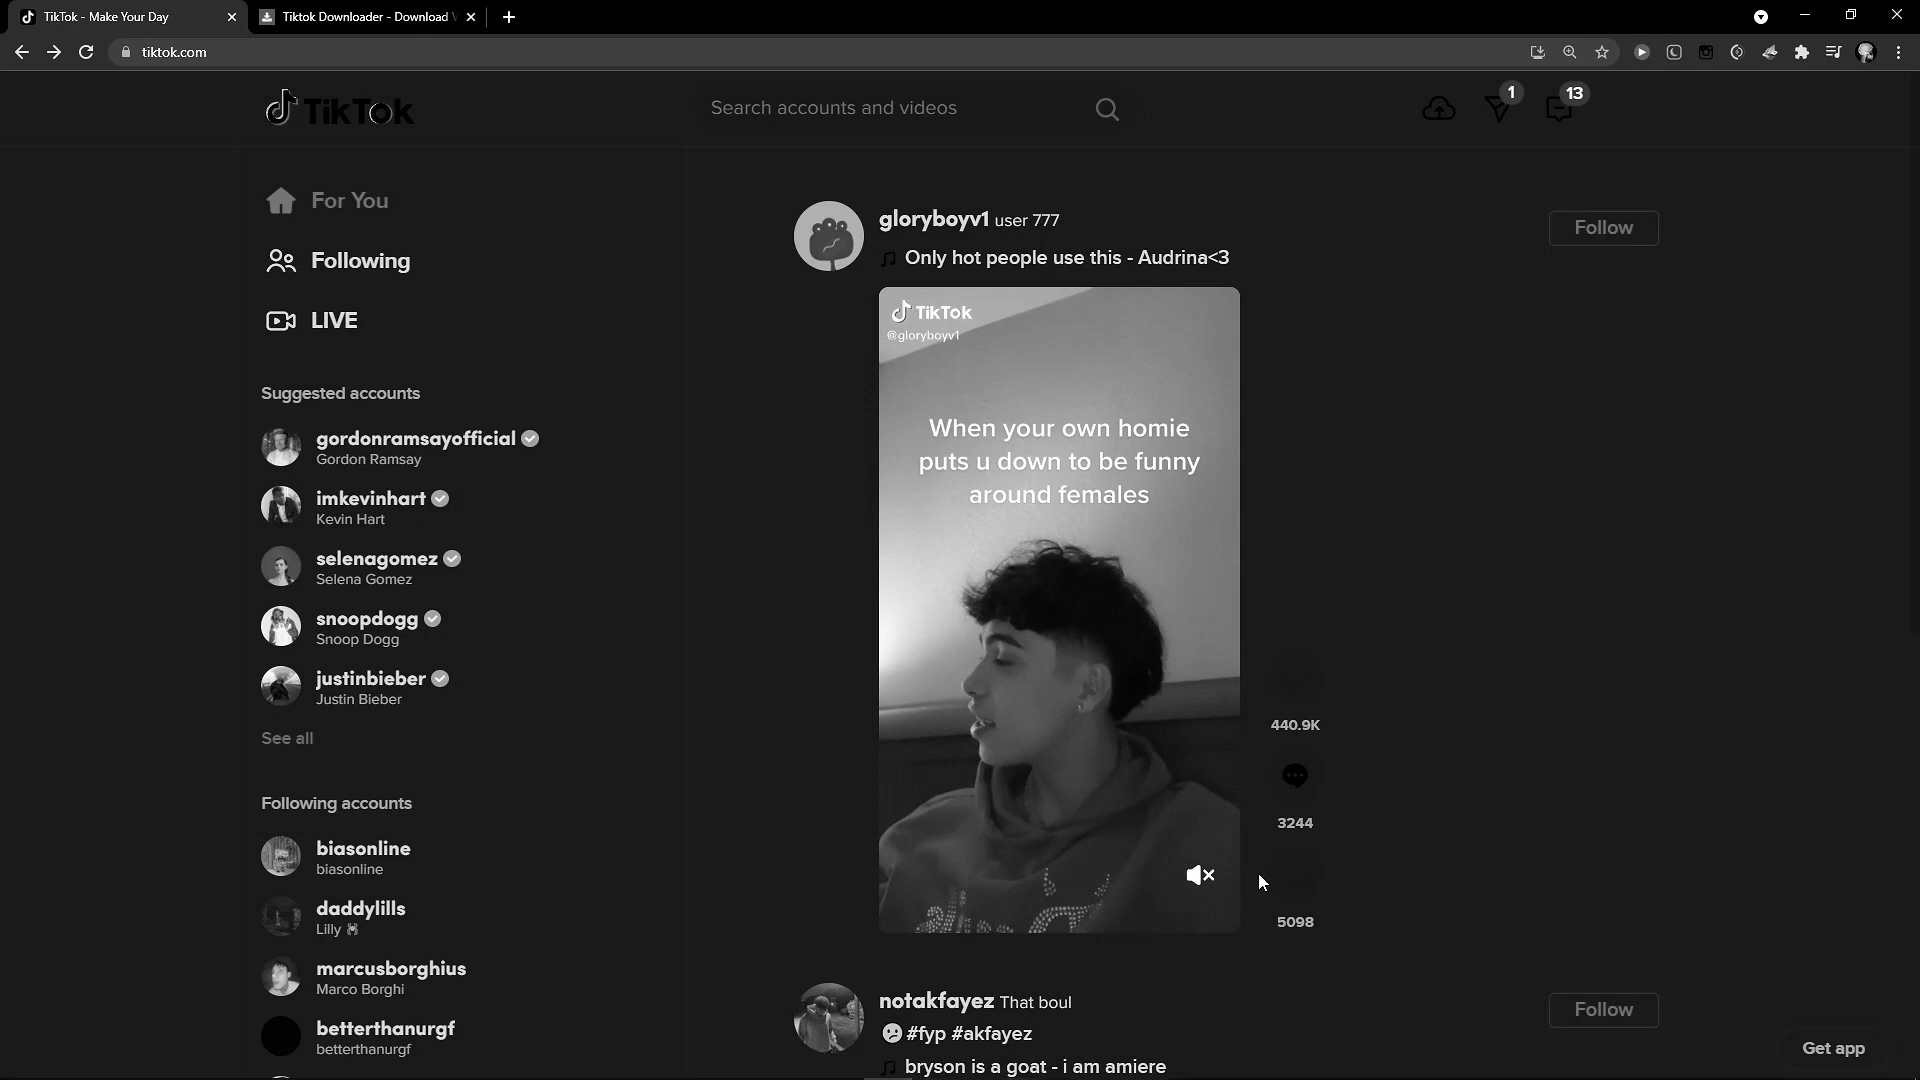 TikTok - Make Your Day
Tiktok Downloader - Download
tiktok.com
TikTok
Search accounts and videos
1
13
For You
Following
LIVE
Suggested accounts
gordonramsayofficial
Gordon Ramsay
imkevinhart
Kevin Hart
selenagomez
Selena Gomez
snoopdogg
Snoop Dogg
justinbieber
Justin Bieber
See all
Following accounts
biasonline
biasonline
daddylills
Lilly
marcusborghius
Marco Borghi
betterthanurgf
betterthanurgf
gloryboyv1 user 777
Follow
Only hot people use this - Audrina<3
TikTok
@gloryboyv1
When your own homie
puts u down to be funny
around females
440.9K
3244
5098
notakfayez That boul
Follow
#fyp #akfayez
bryson is a goat - i am amiere
Get app